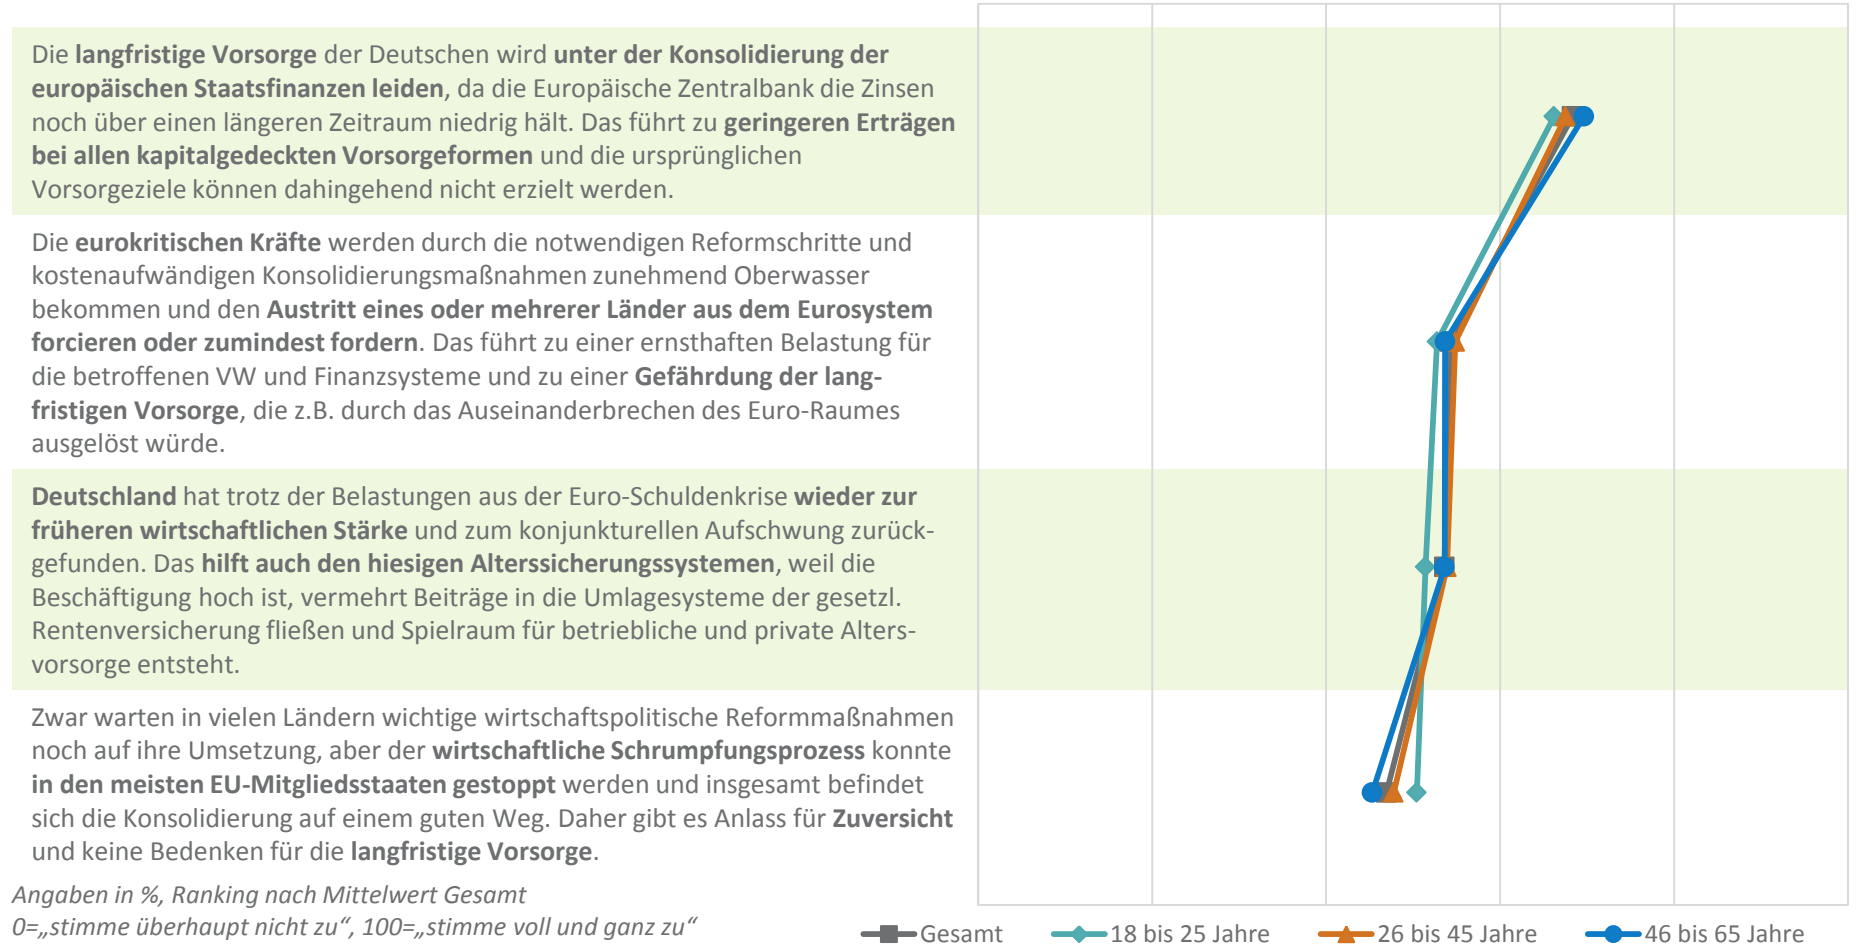 Die langfristige Vorsorge der Deutschen wird unter der Konsolidierung der
europäischen Staatsfinanzen leiden, da die Europäische Zentralbank die Zinsen
noch über einen längeren Zeitraum niedrig hält. Das führt zu geringeren Erträgen
bei allen kapitalgedeckten Vorsorgeformen und die ursprünglichen
Vorsorgeziele können dahingehend nicht erzielt werden.
Die eurokritischen Kräfte werden durch die notwendigen Reformschritte und
kostenaufwändigen Konsolidierungsmaßnahmen zunehmend Oberwasser
bekommen und den Austritt eines oder mehrerer Länder aus dem Eurosystem
forcieren oder zumindest fordern. Das führt zu einer ernsthaften Belastung für
die betroffenen VW und Finanzsysteme und zu einer Gefährdung der lang-
fristigen Vorsorge, die z.B. durch das Auseinanderbrechen des Euro-Raumes
ausgelöst würde.
Deutschland hat trotz der Belastungen aus der Euro-Schuldenkrise wieder zur
früheren wirtschaftlichen Stärke und zum konjunkturellen Aufschwung zurück-
gefunden. Das hilft auch den hiesigen Alterssicherungssystemen, weil die
Beschäftigung hoch ist, vermehrt Beiträge in die Umlagesysteme der gesetzl.
Rentenversicherung fließen und Spielraum für betriebliche und private Alters-
vorsorge entsteht.
Zwar warten in vielen Ländern wichtige wirtschaftspolitische Reformmaßnahmen
noch auf ihre Umsetzung, aber der wirtschaftliche Schrumpfungsprozess konnte
in den meisten EU-Mitgliedsstaaten gestoppt werden und insgesamt befindet
sich die Konsolidierung auf einem guten Weg. Daher gibt es Anlass für Zuversicht
und keine Bedenken für die langfristige Vorsorge.
Angaben in %, Ranking nach Mittelwert Gesamt
0=„stimme überhaupt nicht zu“, 100=„stimme voll und ganz zu“
Gesamt 18 bis 25 Jahre 26 bis 45 Jahre 46 bis 65 Jahre